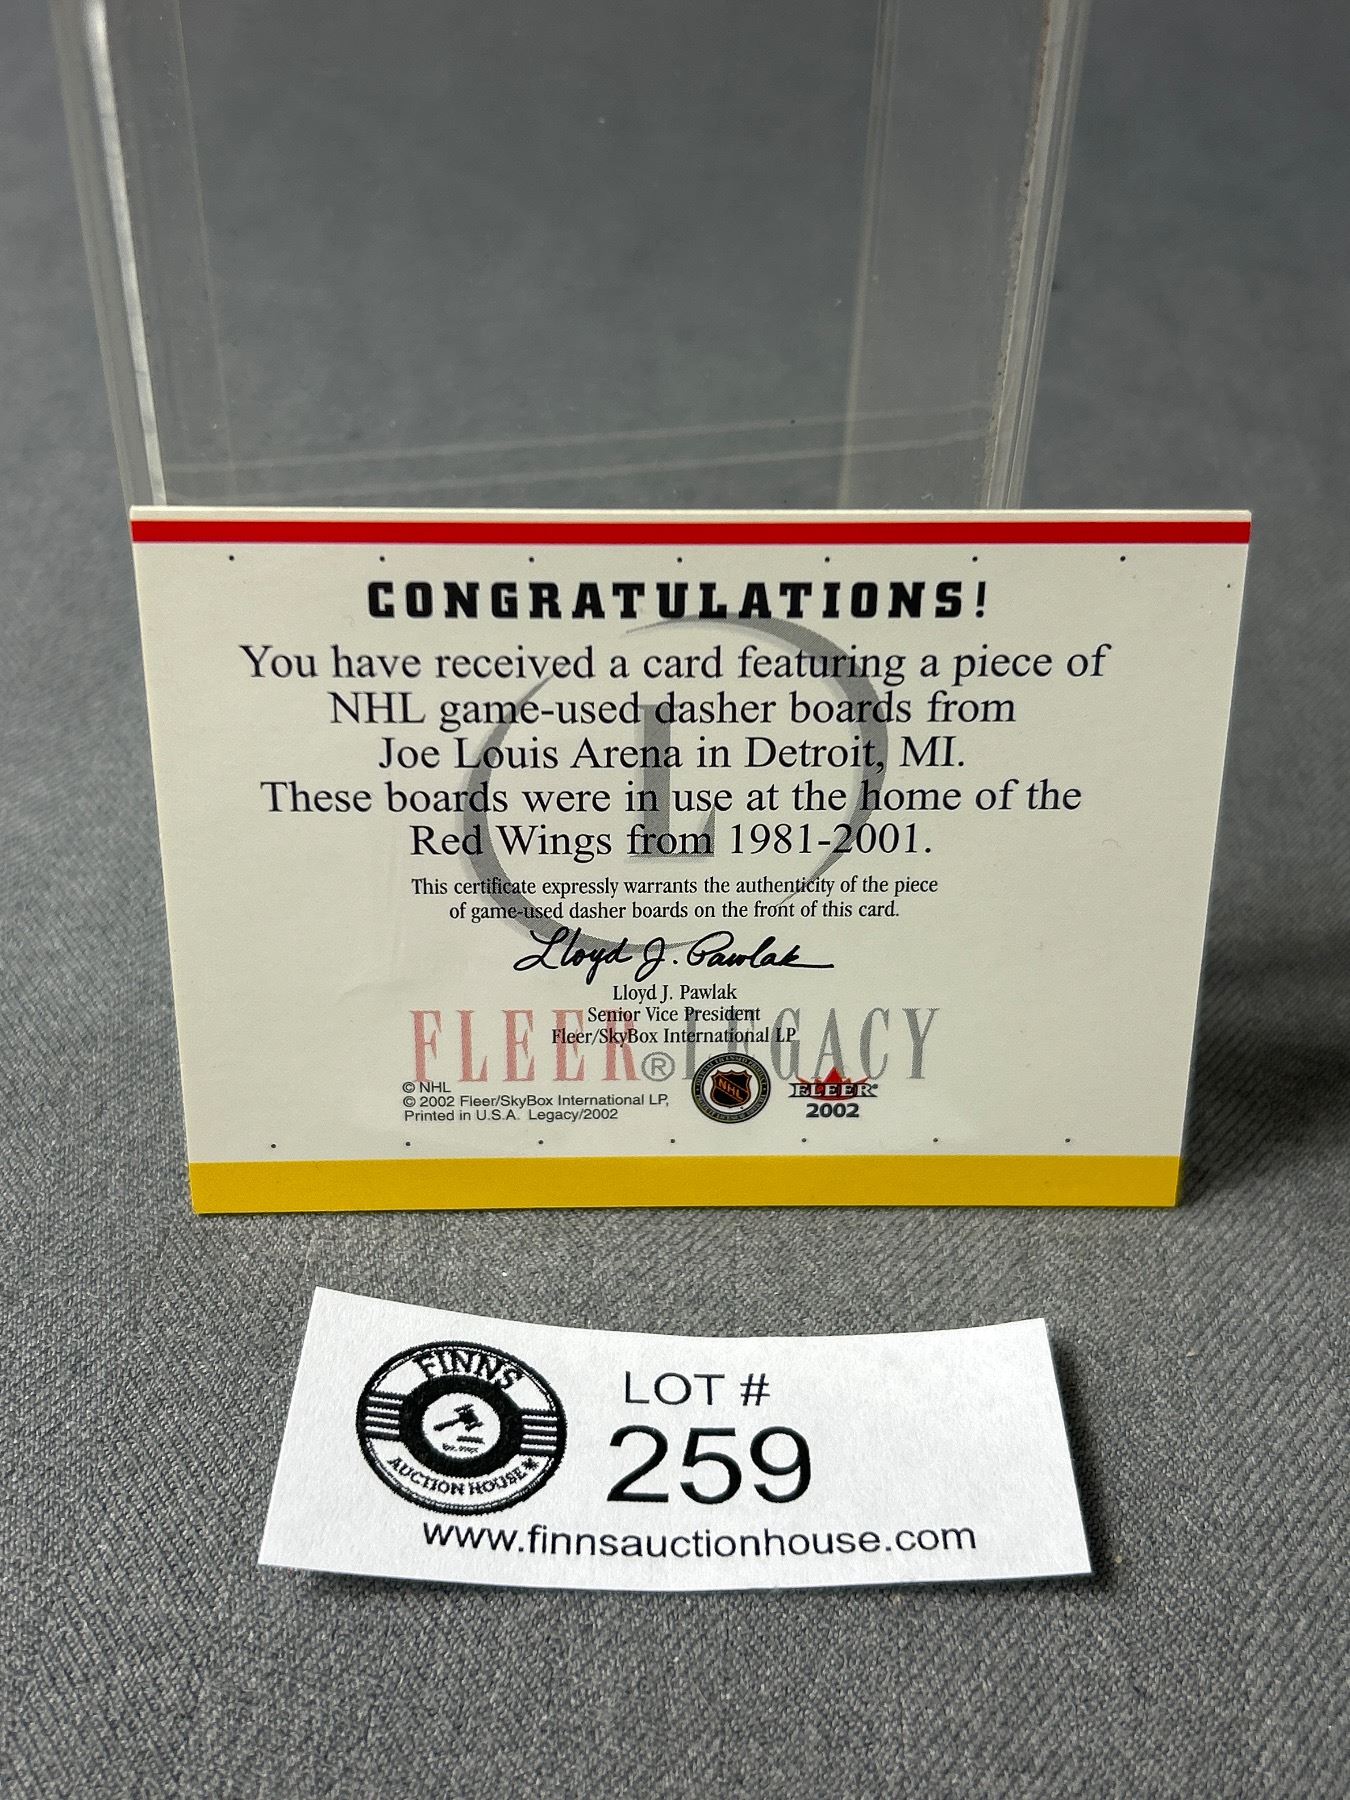 CONGRATULATIONS!
You have received a card featuring a piece of
NHL game-used dasher boards from
Joe Louis Arena in Detroit, MI.
These boards were in use at the home of the
Red Wings from 1981-2001.
This certificate expressly warrants the authenticity of the piece
of game-used dasher boards on the front of this card.
Lloyd J. Pawlak
Lloyd J. Pawlak
Senior Vice President
Fleer/SkyBox International LP
L
FLEER® LEGACY
© NHL
© 2002 Fleer/SkyBox International LP,
Printed in U.S.A. Legacy/2002
NHL
FLEER®
2002
FINNS
AUCTION HOUSE
LOT #
259
www.finnsauctionhouse.com